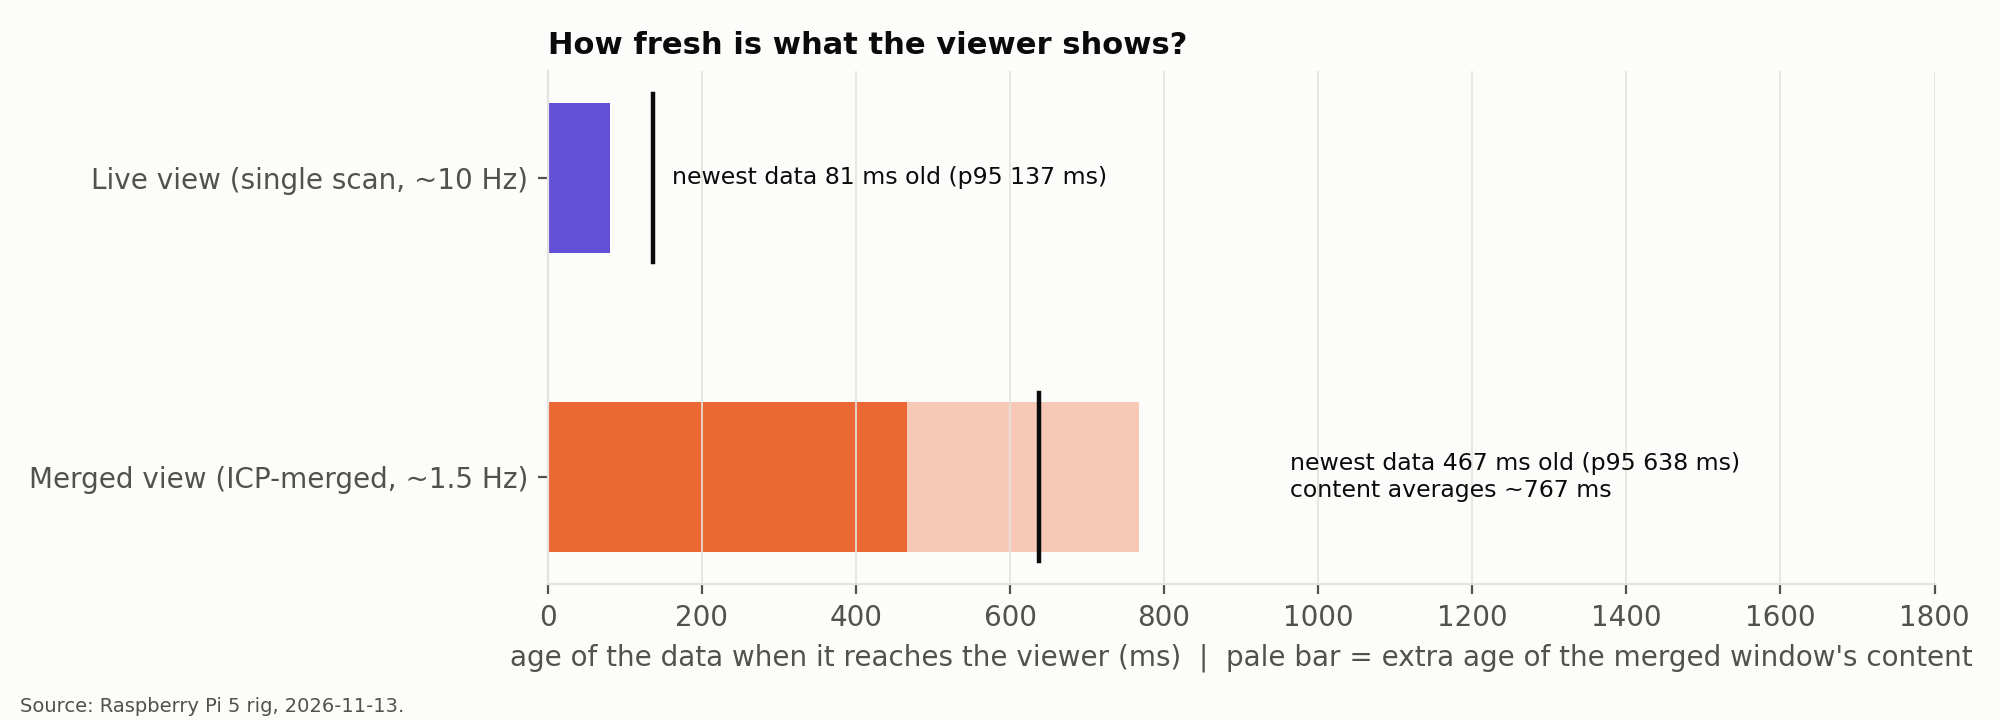 How fresh is what the viewer shows?
Live view (single scan, ~10 Hz)
newest data 81 ms old (p95 137 ms)
Merged view (ICP-merged, ~1.5 Hz)
newest data 467 ms old (p95 638 ms)
content averages ~767 ms
0 200 400 600 800 1000 1200 1400 1600 1800
age of the data when it reaches the viewer (ms) | pale bar = extra age of the merged window's content
Source: Raspberry Pi 5 rig, 2026-11-13.